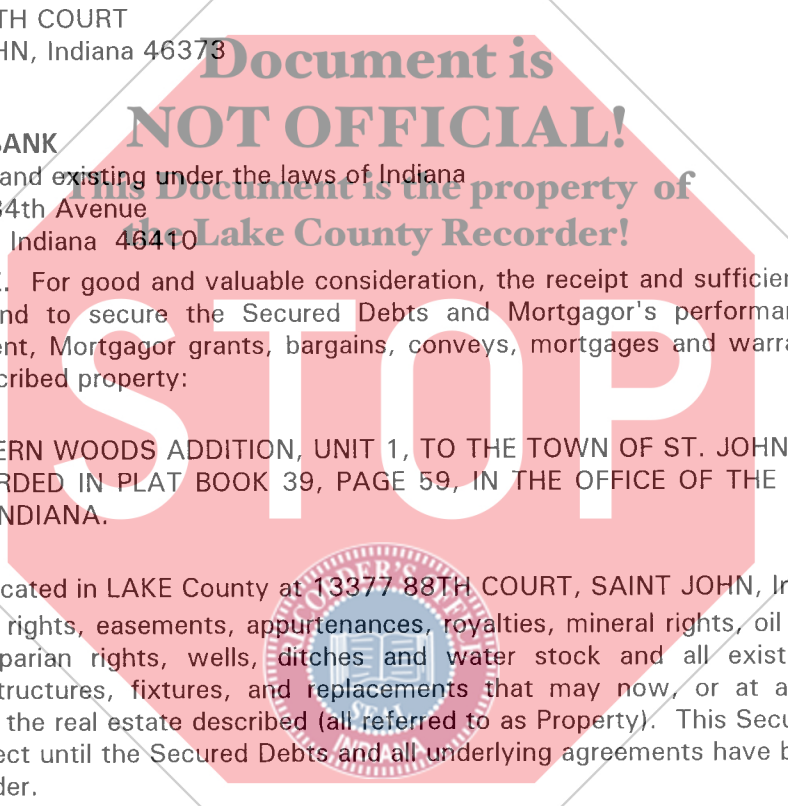 TH COURT
HN, Indiana 46373
Document is
NOT OFFICIAL!
This Document is the property of
the Lake County Recorder!
BANK
and existing under the laws of Indiana
34th Avenue
Indiana 46410
. For good and valuable consideration, the receipt and sufficien
nd to secure the Secured Debts and Mortgagor's performa
ent, Mortgagor grants, bargains, conveys, mortgages and warra
cribed property:
STOP
ERN WOODS ADDITION, UNIT 1, TO THE TOWN OF ST. JOHN
RDED IN PLAT BOOK 39, PAGE 59, IN THE OFFICE OF THE
NDIANA.
cated in LAKE County at 13377 88TH COURT, SAINT JOHN, In
rights, easements, appurtenances, royalties, mineral rights, oil
parian rights, wells, ditches and water stock and all exist
tructures, fixtures, and replacements that may now, or at a
the real estate described (all referred to as Property). This Secu
ect until the Secured Debts and all underlying agreements have b
der.
RECORDER'S OFFICE
SEAL
INDIANA